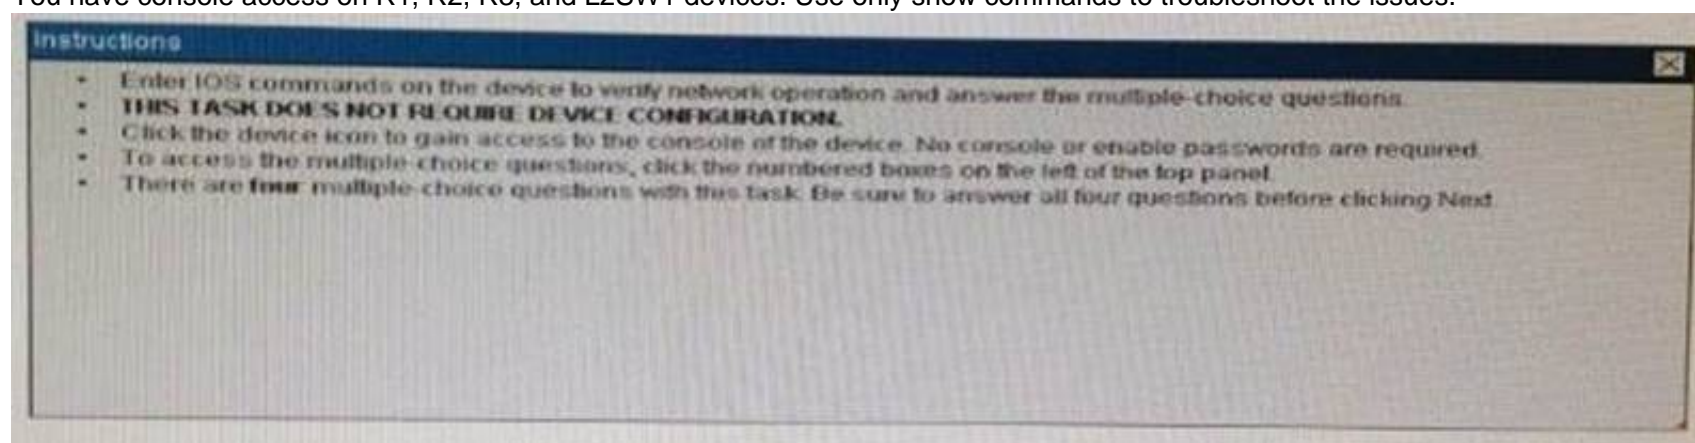 You have console access on R1, R2, R3, and L2SW1 devices. Use only show commands to troubleshoot the issues.
Instructions
• Enter IOS commands on the device to verify network operation and answer the multiple-choice questions.
• THIS TASK DOES NOT REQUIRE DEVICE CONFIGURATION.
• Click the device icon to gain access to the console of the device. No console or enable passwords are required.
• To access the multiple-choice questions, click the numbered boxes on the left of the top panel.
• There are four multiple-choice questions with this task. Be sure to answer all four questions before clicking Next.